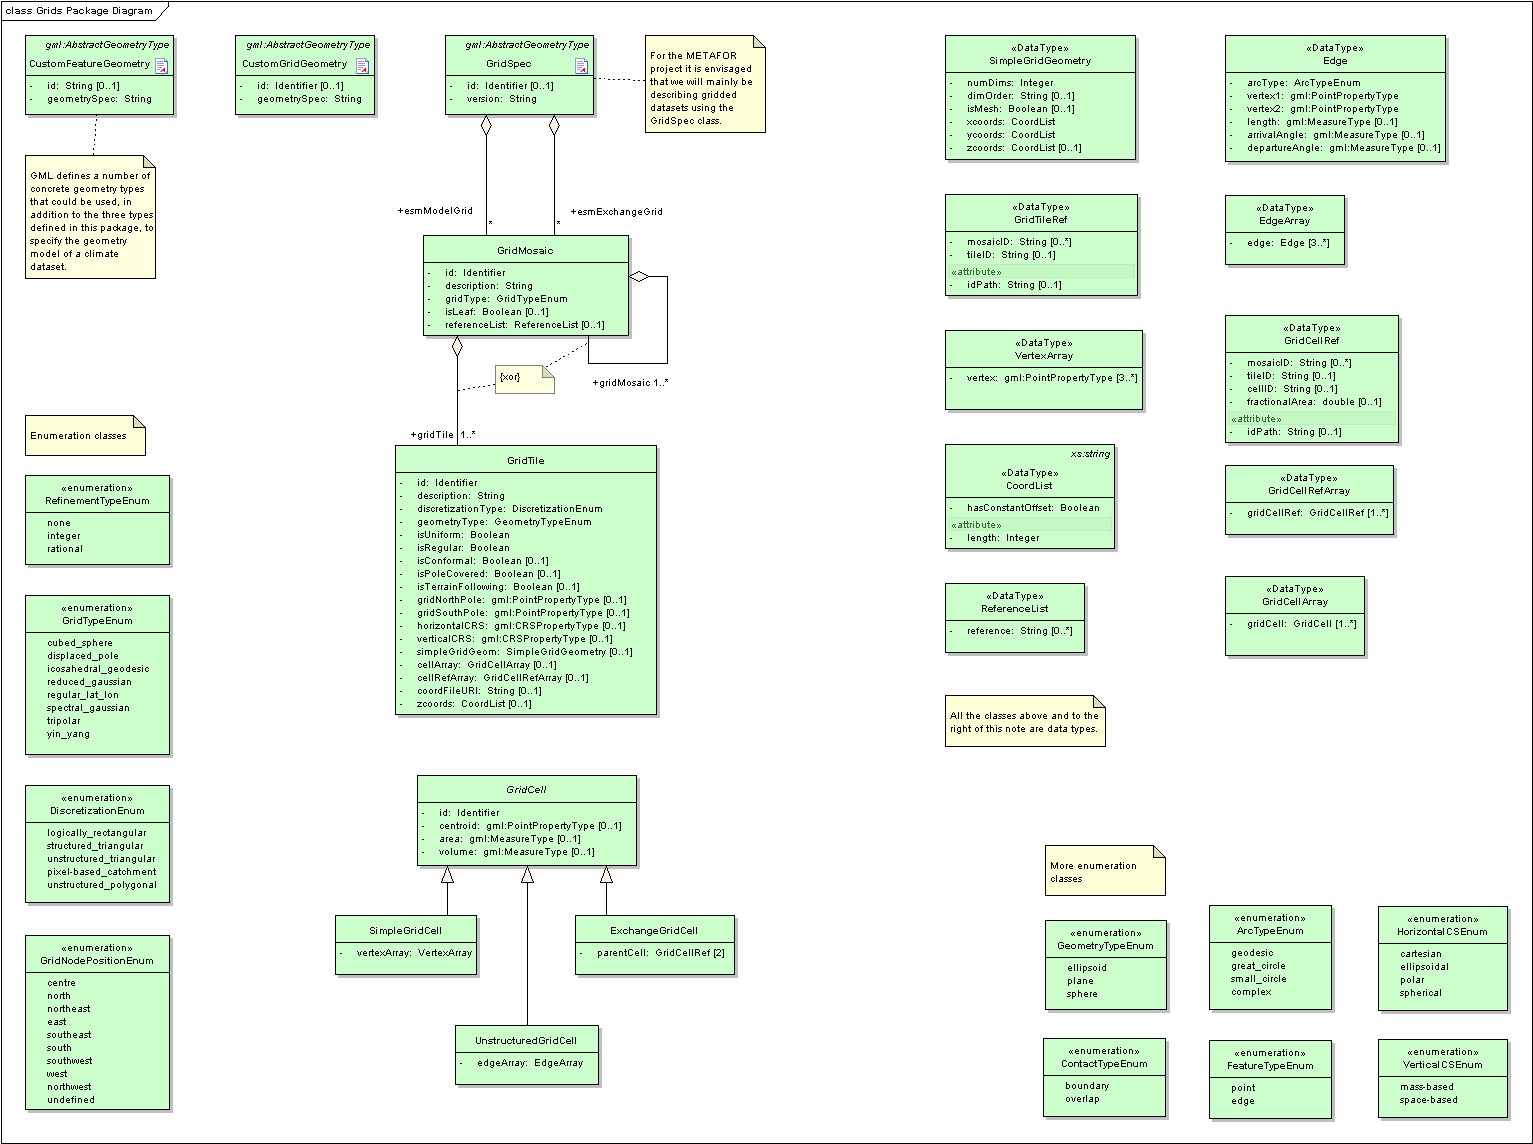 class Grids Package Diagram
gml:AbstractGeometryType
CustomFeatureGeometry
- id: String [0..1]
- geometrySpec: String
gml:AbstractGeometryType
CustomGridGeometry
- id: Identifier [0..1]
- geometrySpec: String
gml:AbstractGeometryType
GridSpec
- id: Identifier [0..1]
- version: String
For the METAFOR
project it is envisaged
that we will mainly be
describing gridded
datasets using the
GridSpec class.
GML defines a number of
concrete geometry types
that could be used, in
addition to the three types
defined in this package, to
specify the geometry
model of a climate
dataset.
+esmModelGrid
*
+esmExchangeGrid
*
GridMosaic
- id: Identifier
- description: String
- gridType: GridTypeEnum
- isLeaf: Boolean [0..1]
- referenceList: ReferenceList [0..1]
{xor}
+gridMosaic 1..*
+gridTile 1..*
GridTile
- id: Identifier
- description: String
- discretizationType: DiscretizationEnum
- geometryType: GeometryTypeEnum
- isUniform: Boolean
- isRegular: Boolean
- isConformal: Boolean [0..1]
- isPoleCovered: Boolean [0..1]
- isTerrainFollowing: Boolean [0..1]
- gridNorthPole: gml:PointPropertyType [0..1]
- gridSouthPole: gml:PointPropertyType [0..1]
- horizontalCRS: gml:CRSPropertyType [0..1]
- verticalCRS: gml:CRSPropertyType [0..1]
- simpleGridGeom: SimpleGridGeometry [0..1]
- cellArray: GridCellArray [0..1]
- cellRefArray: GridCellRefArray [0..1]
- coordFileURI: String [0..1]
- zcoords: CoordList [0..1]
GridCell
- id: Identifier
- centroid: gml:PointPropertyType [0..1]
- area: gml:MeasureType [0..1]
- volume: gml:MeasureType [0..1]
SimpleGridCell
- vertexArray: VertexArray
ExchangeGridCell
- parentCell: GridCellRef [2]
UnstructuredGridCell
- edgeArray: EdgeArray
Enumeration classes
«enumeration»
RefinementTypeEnum
none
integer
rational
«enumeration»
GridTypeEnum
cubed_sphere
displaced_pole
icosahedral_geodesic
reduced_gaussian
regular_lat_lon
spectral_gaussian
tripolar
yin_yang
«enumeration»
DiscretizationEnum
logically_rectangular
structured_triangular
unstructured_triangular
pixel-based_catchment
unstructured_polygonal
«enumeration»
GridNodePositionEnum
centre
north
northeast
east
southeast
south
southwest
west
northwest
undefined
«DataType»
SimpleGridGeometry
- numDims: Integer
- dimOrder: String [0..1]
- isMesh: Boolean [0..1]
- xcoords: CoordList
- ycoords: CoordList
- zcoords: CoordList [0..1]
«DataType»
GridTileRef
- mosaicID: String [0..*]
- tileID: String [0..1]
«attribute»
- idPath: String [0..1]
«DataType»
VertexArray
- vertex: gml:PointPropertyType [3..*]
xs:string
«DataType»
CoordList
- hasConstantOffset: Boolean
«attribute»
- length: Integer
«DataType»
ReferenceList
- reference: String [0..*]
All the classes above and to the
right of this note are data types.
«DataType»
Edge
- arcType: ArcTypeEnum
- vertex1: gml:PointPropertyType
- vertex2: gml:PointPropertyType
- length: gml:MeasureType [0..1]
- arrivalAngle: gml:MeasureType [0..1]
- departureAngle: gml:MeasureType [0..1]
«DataType»
EdgeArray
- edge: Edge [3..*]
«DataType»
GridCellRef
- mosaicID: String [0..*]
- tileID: String [0..1]
- cellID: String [0..1]
- fractionalArea: double [0..1]
«attribute»
- idPath: String [0..1]
«DataType»
GridCellRefArray
- gridCellRef: GridCellRef [1..*]
«DataType»
GridCellArray
- gridCell: GridCell [1..*]
More enumeration
classes
«enumeration»
GeometryTypeEnum
ellipsoid
plane
sphere
«enumeration»
ArcTypeEnum
geodesic
great_circle
small_circle
complex
«enumeration»
HorizontalCSEnum
cartesian
ellipsoidal
polar
spherical
«enumeration»
ContactTypeEnum
boundary
overlap
«enumeration»
FeatureTypeEnum
point
edge
«enumeration»
VerticalCSEnum
mass-based
space-based